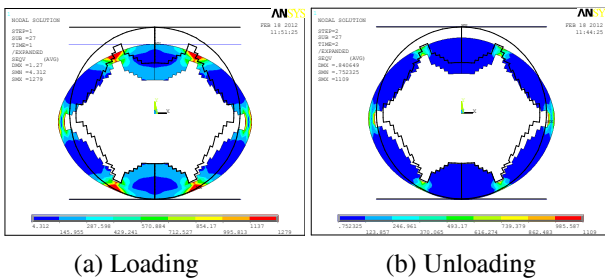 NODAL SOLUTION
STEP=1
SUB =27
TIME=1
/EXPANDED
SEQV (AVG)
DMX =1.27
SMN =4.312
SMX =1279
ANSYS
FEB 18 2012
11:51:25
X
4.312 287.598 570.884 854.17 1137
145.955 429.241 712.527 995.813 1279
(a) Loading
NODAL SOLUTION
STEP=2
SUB =27
TIME=2
/EXPANDED
SEQV (AVG)
DMX =.840649
SMN =.752325
SMX =1109
ANSYS
FEB 18 2012
11:44:25
X
.752325 246.961 493.17 739.379 985.587
123.857 370.065 616.274 862.483 1109
(b) Unloading